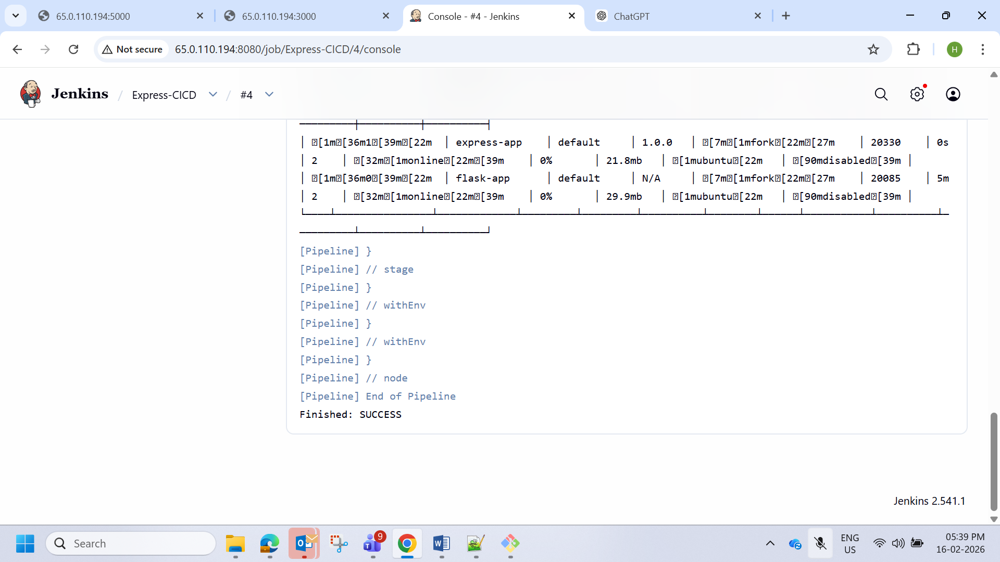 65.0.110.194:5000
65.0.110.194:3000
Console - #4 - Jenkins
ChatGPT
Not secure
65.0.110.194:8080/job/Express-CICD/4/console
H
Jenkins / Express-CICD / #4
│ [1m[36m1[39m[22m │ express-app │ default │ 1.0.0 │ [7m[1mfork[22m[27m │ 20330 │ 0s
│ 2 │ [32m[1monline[22m[39m │ 0% │ 21.8mb │ [1mubuntu[22m │ [90mdisabled[39m │
│ [1m[36m0[39m[22m │ flask-app │ default │ N/A │ [7m[1mfork[22m[27m │ 20085 │ 5m
│ 2 │ [32m[1monline[22m[39m │ 0% │ 29.9mb │ [1mubuntu[22m │ [90mdisabled[39m │
[Pipeline] }
[Pipeline] // stage
[Pipeline] }
[Pipeline] // withEnv
[Pipeline] }
[Pipeline] // withEnv
[Pipeline] }
[Pipeline] // node
[Pipeline] End of Pipeline
Finished: SUCCESS
Jenkins 2.541.1
Search
9
ENG
US
05:39 PM
16-02-2026